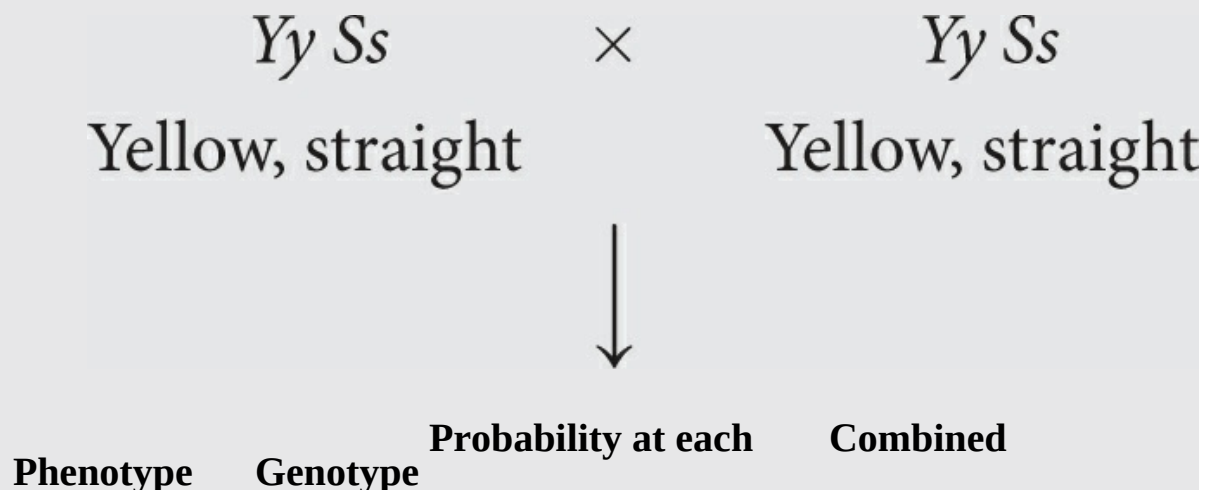 Yy Ss × Yy Ss
Yellow, straight Yellow, straight
Probability at each Combined
Phenotype Genotype